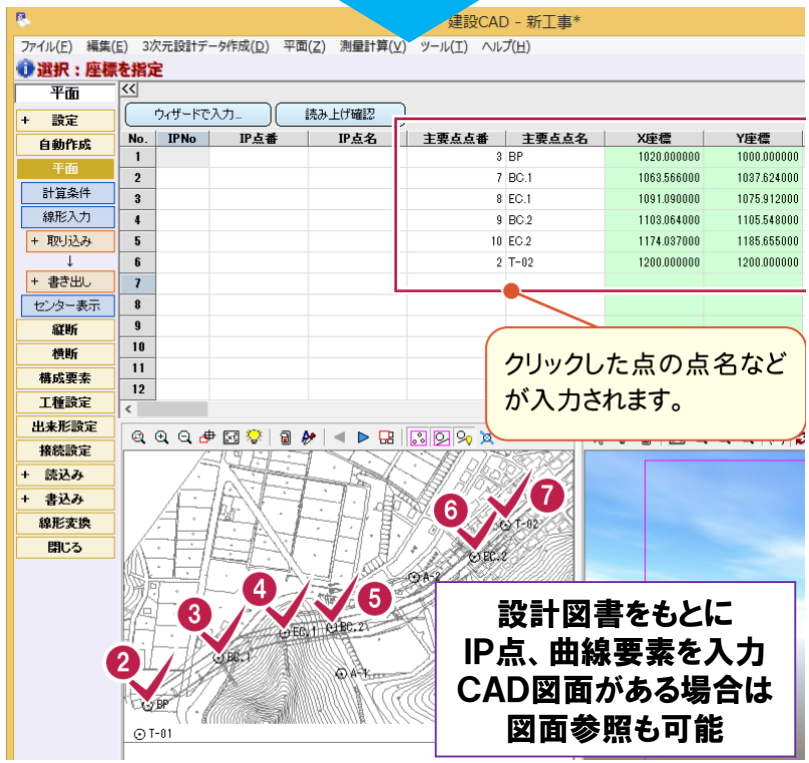 建設CAD - 新工事*
ファイル(F) 編集(E) 3次元設計データ作成(D) 平面(Z) 測量計算(V) ツール(T) ヘルプ(H)
選択：座標を指定
平面
+ 設定
自動作成
平面
計算条件
線形入力
+ 取り込み
↓
+ 書き出し
センター表示
縦断
横断
構成要素
工種設定
出来形設定
接続設定
+ 読込み
+ 書込み
線形変換
閉じる
<<
ウィザードで入力... 読み上げ確認
No. IPNo IP点番 IP点名 主要点点番 主要点点名 X座標 Y座標
1 3 BP 1020.000000 1000.000000
2 7 BC.1 1063.566000 1037.624000
3 8 EC.1 1091.090000 1075.912000
4 9 BC.2 1103.064000 1105.548000
5 10 EC.2 1174.037000 1185.655000
6 2 T-02 1200.000000 1200.000000
7
8
9
10
11
12
クリックした点の点名など
が入力されます。
7
6
T-02
EC.2
A-2
4
5
3
EC.1
BC.2
2
BC.1
A-1
BP
T-01
設計図書をもとに
IP点、曲線要素を入力
CAD図面がある場合は
図面参照も可能